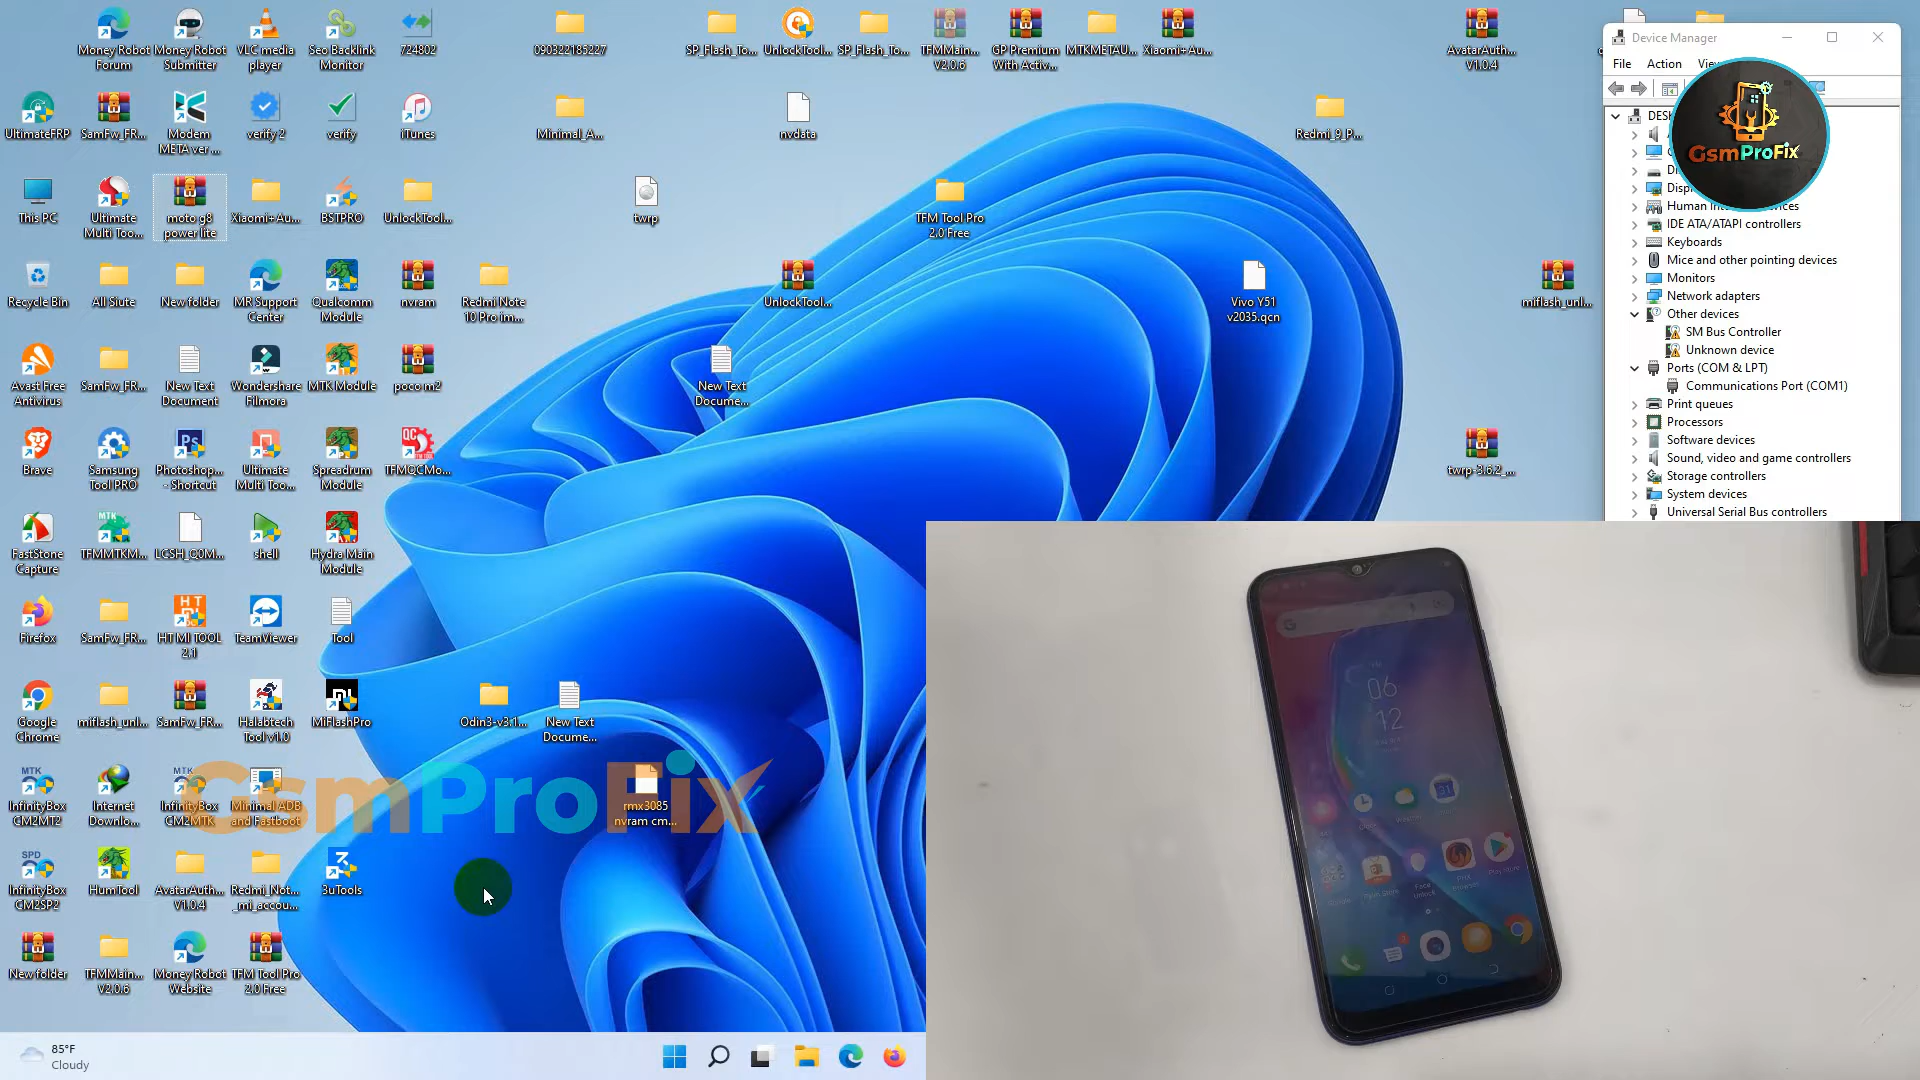 Money Robot Forum
Money Robot Submitter
VLC media player
Seo Backlink Monitor
724802
090322185227
SP_Flash_To...
UnlockTool...
SP_Flash_To...
TFMMain... V2.0.6
GP Premium With Activ...
MTKMETAU...
Xiaomi+Au...
AvatarAuth... V1.0.4
UltimateFRP
SamFw_FR...
Modem META ver ...
verify 2
verify
iTunes
Minimal_A...
nvdata
Redmi_9_P...
This PC
Ultimate Multi Too...
moto g8 power lite
Xiaomi+Au...
BSTPRO
UnlockTool...
twrp
TFM Tool Pro 2.0 Free
Recycle Bin
All Siute
New folder
MR Support Center
Qualcomm Module
nvram
Redmi Note 10 Pro im...
UnlockTool...
Vivo Y51 v2035.qcn
miflash_unl...
Avast Free Antivirus
SamFw_FR...
New Text Document
Wondershare Filmora
MTK Module
poco m2
New Text Docume...
Brave
Samsung Tool PRO
Photoshop... - Shortcut
Ultimate Multi Too...
Spreadrum Module
TFMQCMo...
twrp-3.6.2_...
FastStone Capture
TFMMTKM...
LGSH_Q0M...
shell
Hydra Main Module
Firefox
SamFw_FR...
HT MI TOOL 2.1
TeamViewer
Tool
Google Chrome
miflash_unl...
SamFw_FR...
Halabtech Tool v1.0
MiFlashPro
Odin3-v3.1...
New Text Docume...
InfinityBox CM2MT2
Internet Downlo...
InfinityBox CM2MTK
Minimal ADB and Fastboot
rmx3085 nvram cm...
GsmProFix
InfinityBox CM2SP2
HumTool
AvatarAuth... V1.0.4
Redmi_Not... _mi_accou...
3uTools
New folder
TFMMain... V2.0.6
Money Robot Website
TFM Tool Pro 2.0 Free
85°F
Cloudy
Device Manager
File Action
GsmProFix
Human
IDE ATA/ATAPI controllers
Keyboards
Mice and other pointing devices
Monitors
Network adapters
Other devices
SM Bus Controller
Unknown device
Ports (COM & LPT)
Communications Port (COM1)
Print queues
Processors
Software devices
Sound, video and game controllers
Storage controllers
System devices
Universal Serial Bus controllers
06
12